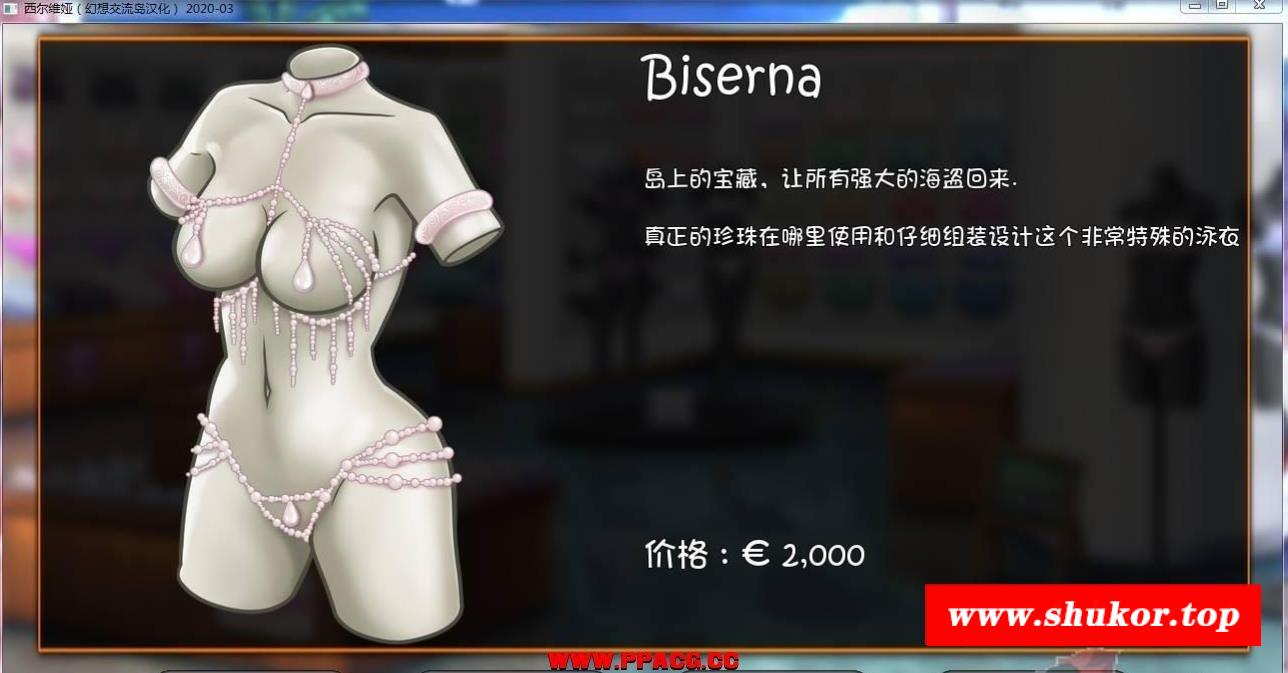 西尔维娅（幻想交流岛汉化） 2020-03
Biserna
岛上的宝藏，让所有强大的海盗回来.
真正的珍珠在哪里使用和仔细组装设计这个非常特殊的泳衣
价格：€ 2,000
www.shukor.top
WWW.PPACG.CC